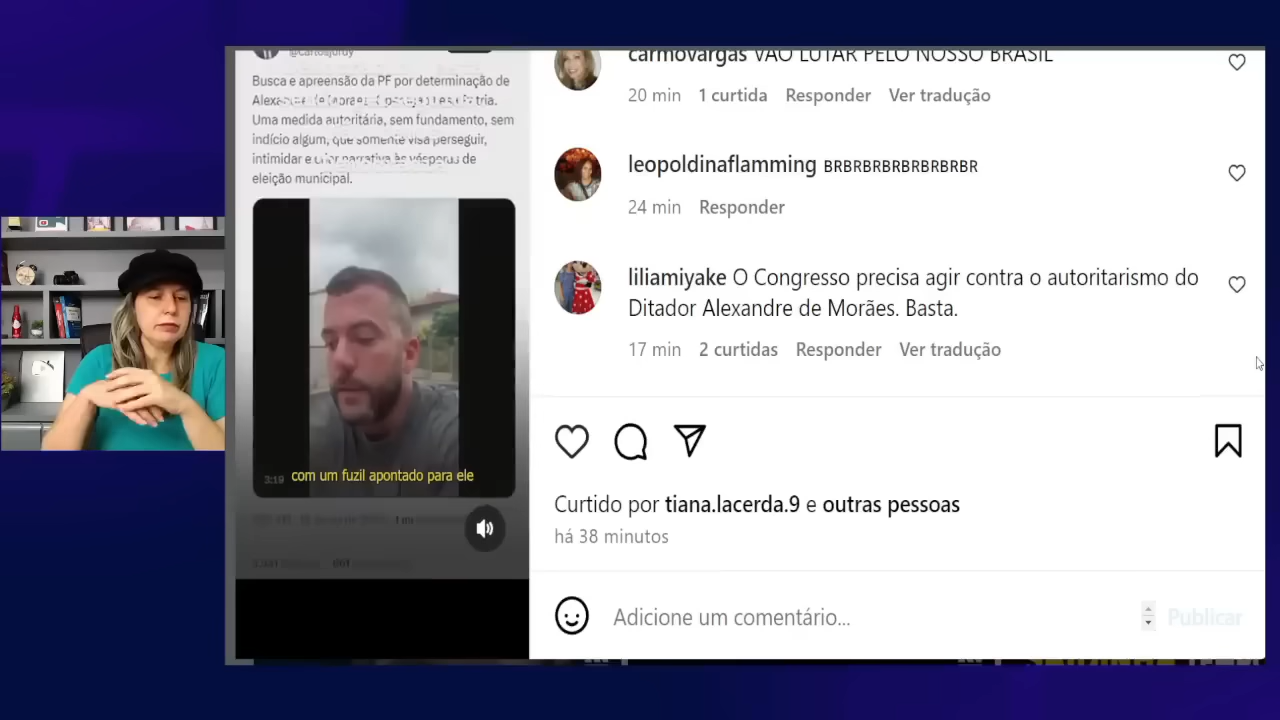 @CarlosJordy
Busca e apreensão da PF por determinação de
Uma medida autoritária, sem fundamento, sem
indício algum, que somente visa perseguir,
intimidar e criar narrativa às vésperas de
eleição municipal.
3:19
com um fuzil apontado para ele
carmovargas VÃO LUTAR PELO NOSSO BRASIL
20 min 1 curtida Responder Ver tradução
leopoldinaflamming BRBRBRBRBRBRBRBR
24 min Responder
liliamiyake O Congresso precisa agir contra o autoritarismo do
Ditador Alexandre de Morães. Basta.
17 min 2 curtidas Responder Ver tradução
Curtido por tiana.lacerda.9 e outras pessoas
há 38 minutos
Adicione um comentário...
Publicar